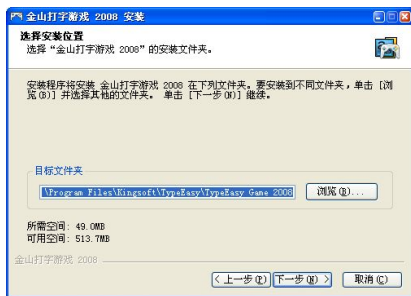 金山打字游戏 2008 安装
选择安装位置
选择“金山打字游戏 2008”的安装文件夹。
安装程序将安装 金山打字游戏 2008 在下列文件夹。要安装到不同文件夹，单击 [浏
览(B)] 并选择其他的文件夹。 单击 [下一步(N)] 继续。
目标文件夹
\Program Files\Kingsoft\TypeEasy\TypeEasy Game 2008
浏览(B)...
所需空间: 49.0MB
可用空间: 513.7MB
金山打字游戏 2008
< 上一步(P) 下一步(N) > 取消(C)